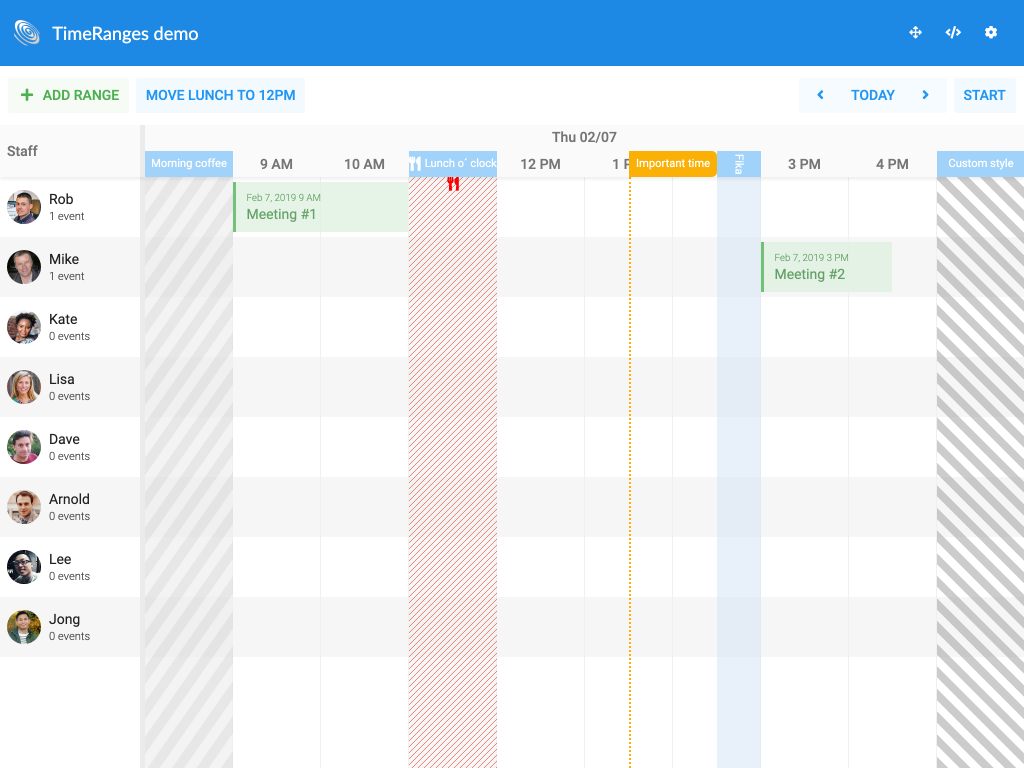 TimeRanges demo
ADD RANGE
MOVE LUNCH TO 12PM
TODAY
START
Staff
Thu 02/07
Morning coffee
9 AM
10 AM
Lunch o´clock
12 PM
1 P
Important time
Fika
3 PM
4 PM
Custom style
Rob
1 event
Feb 7, 2019 9 AM
Meeting #1
Mike
1 event
Feb 7, 2019 3 PM
Meeting #2
Kate
0 events
Lisa
0 events
Dave
0 events
Arnold
0 events
Lee
0 events
Jong
0 events